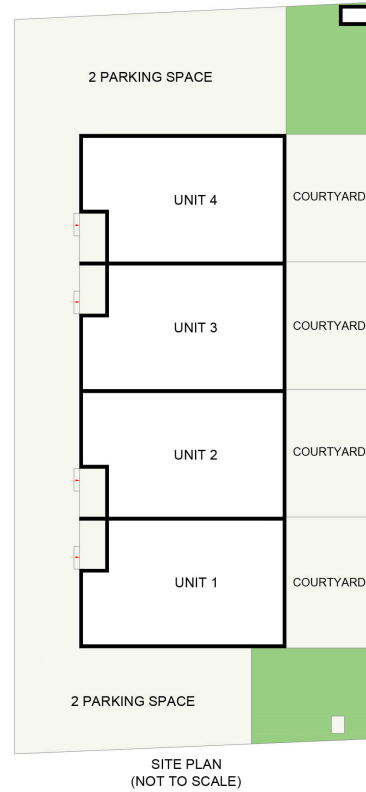 2 PARKING SPACE
UNIT 4
COURTYARD
UNIT 3
COURTYARD
UNIT 2
COURTYARD
UNIT 1
COURTYARD
2 PARKING SPACE
SITE PLAN
(NOT TO SCALE)